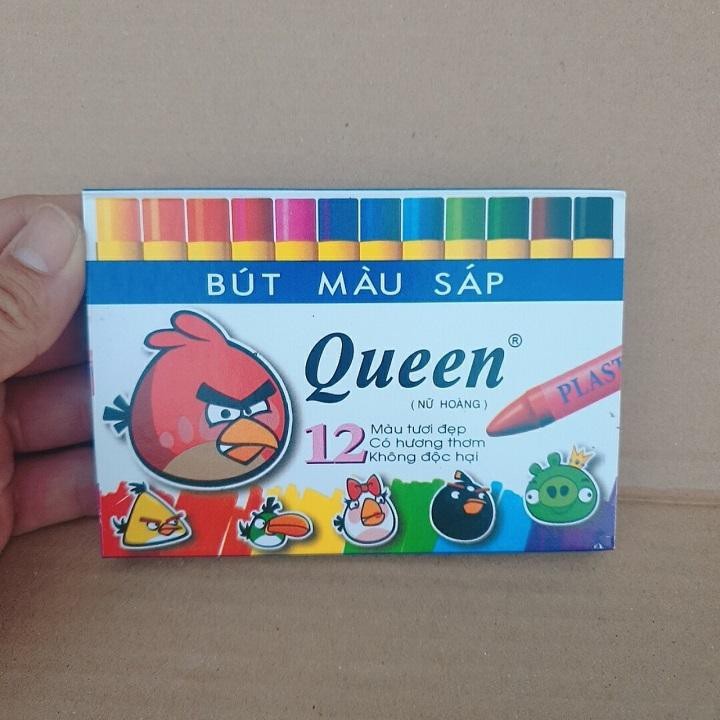 BÚT MÀU SÁP
Queen®
(NỮ HOÀNG)
PLAST
12
Màu tươi đẹp
Có hương thơm
Không độc hại